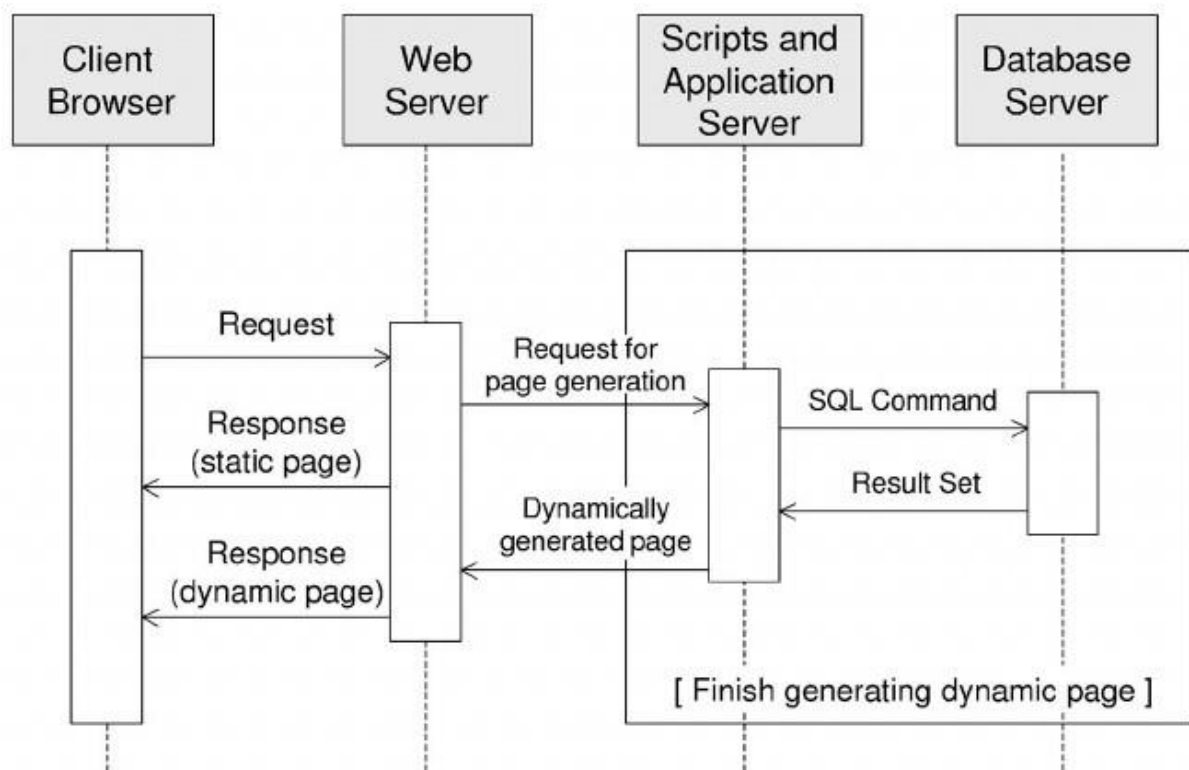 Client
Browser
Web
Server
Scripts and
Application
Server
Database
Server
Request
Request for
page generation
SQL Command
Response
(static page)
Result Set
Dynamically
generated page
Response
(dynamic page)
[ Finish generating dynamic page ]